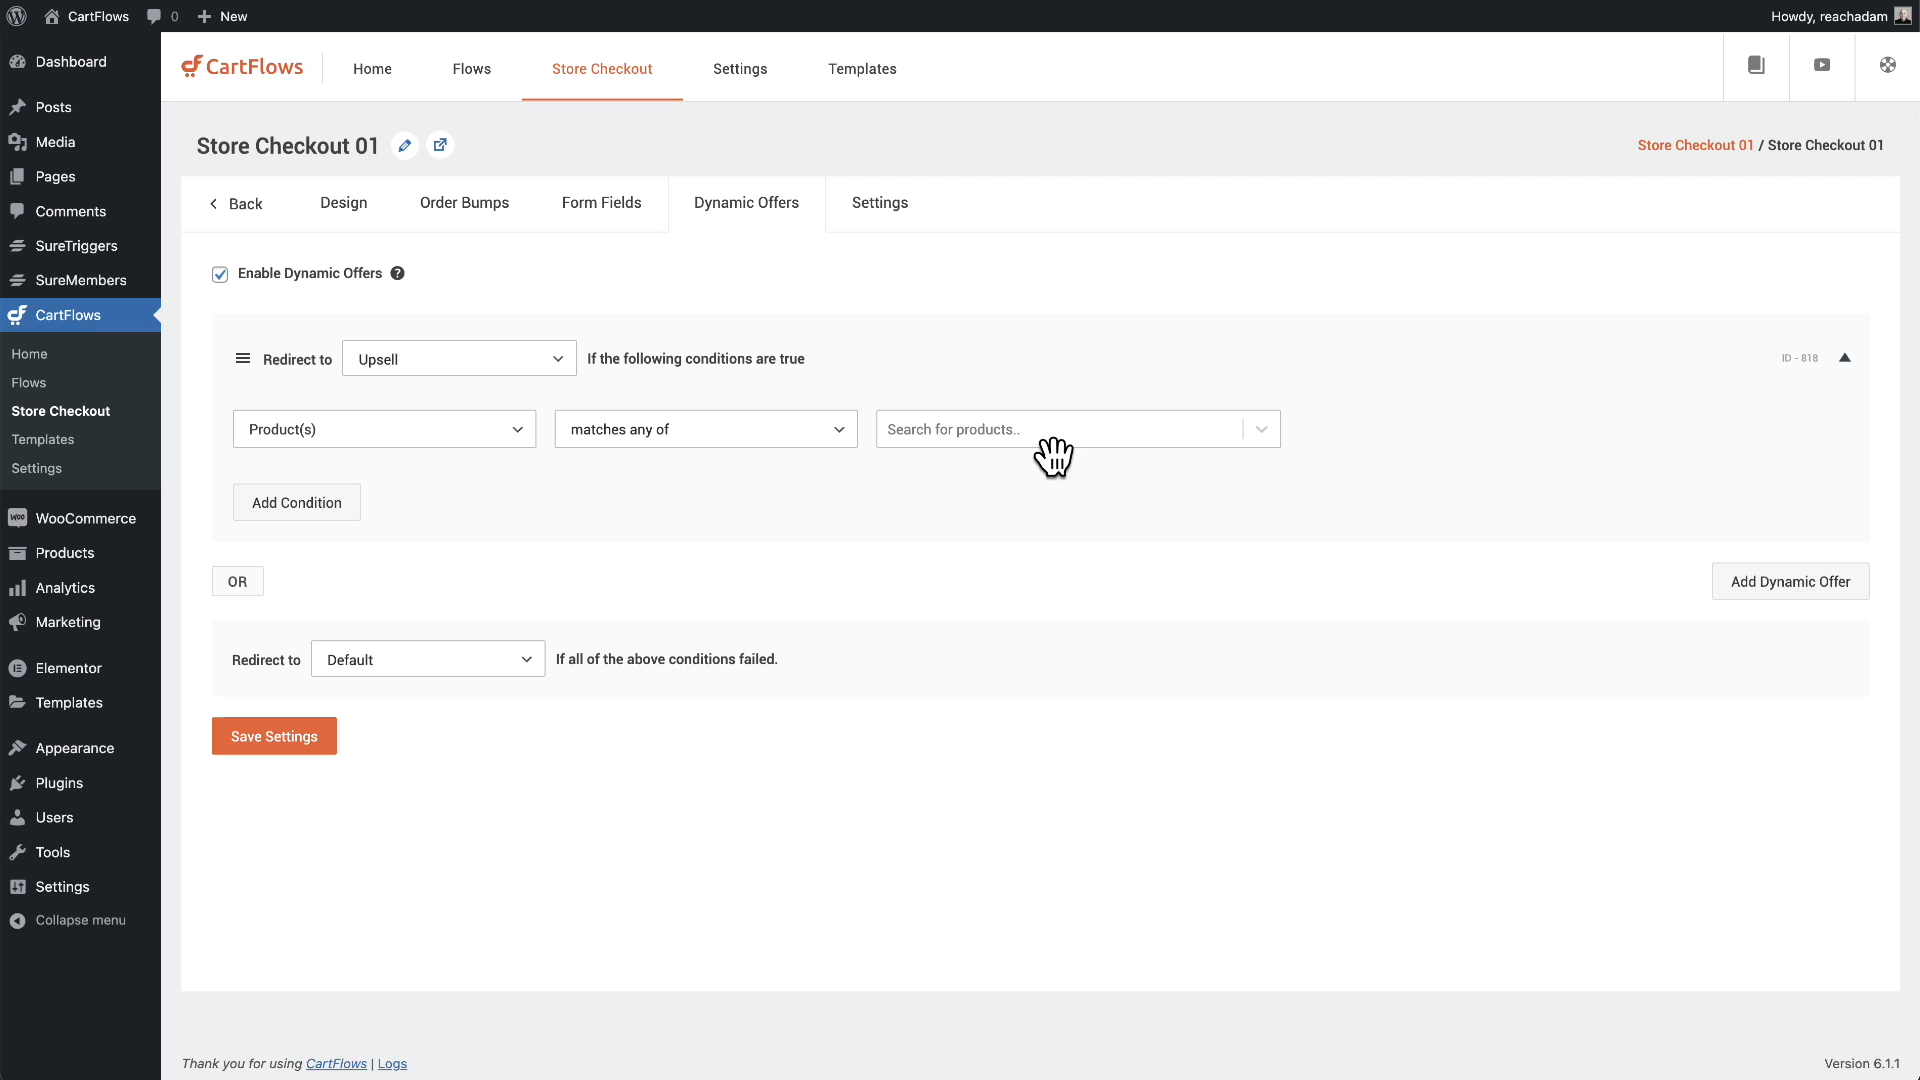 CartFlows 0 New Howdy, reachadam
Dashboard
Posts
Media
Pages
Comments
SureTriggers
SureMembers
CartFlows
Home
Flows
Store Checkout
Templates
Settings
WooCommerce
Products
Analytics
Marketing
Elementor
Templates
Appearance
Plugins
Users
Tools
Settings
Collapse menu
CartFlows Home Flows Store Checkout Settings Templates
Store Checkout 01
Store Checkout 01 / Store Checkout 01
Back Design Order Bumps Form Fields Dynamic Offers Settings
Enable Dynamic Offers ?
Redirect to Upsell If the following conditions are true ID - 818
Product(s) matches any of Search for products..
Add Condition
OR Add Dynamic Offer
Redirect to Default If all of the above conditions failed.
Save Settings
Thank you for using CartFlows | Logs Version 6.1.1